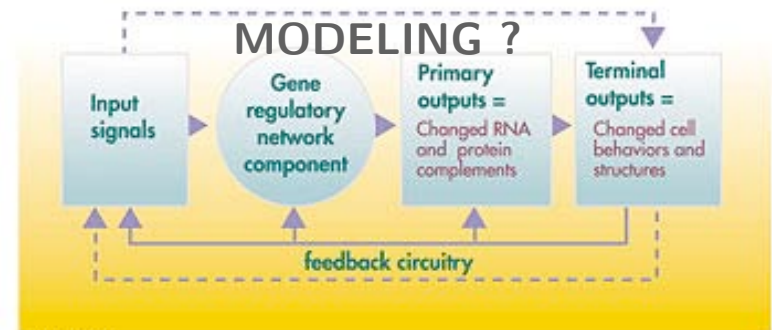 MODELING ?
Input
signals
Gene
regulatory
network
component
Primary
outputs =
Changed RNA
and protein
complements
Terminal
outputs =
Changed cell
behaviors and
structures
feedback circuitry